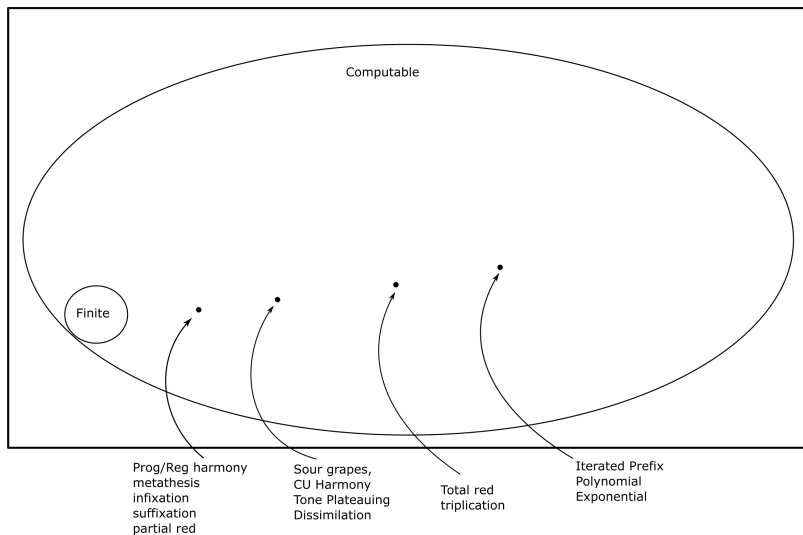 Computable
Finite
Prog/Reg harmony
metathesis
infixation
suffixation
partial red
Sour grapes,
CU Harmony
Tone Plateauing
Dissimilation
Total red
triplication
Iterated Prefix
Polynomial
Exponential